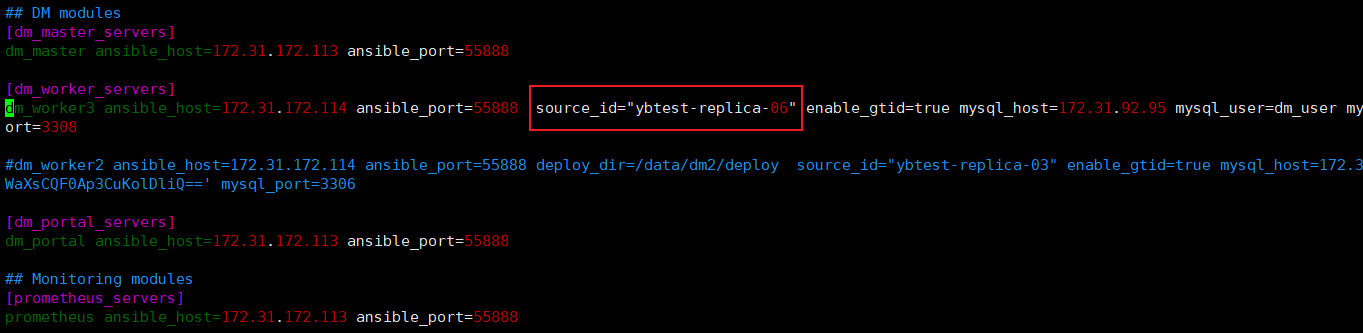 ## DM modules
[dm_master_servers]
dm_master ansible_host=172.31.172.113 ansible_port=55888
[dm_worker_servers]
dm_worker3 ansible_host=172.31.172.114 ansible_port=55888  source_id="ybtest-replica-06" enable_gtid=true mysql_host=172.31.92.95 mysql_user=dm_user my
ort=3308
#dm_worker2 ansible_host=172.31.172.114 ansible_port=55888 deploy_dir=/data/dm2/deploy  source_id="ybtest-replica-03" enable_gtid=true mysql_host=172.3
WaXsCQF0Ap3CuKolDliQ==' mysql_port=3306
[dm_portal_servers]
dm_portal ansible_host=172.31.172.113 ansible_port=55888
## Monitoring modules
[prometheus_servers]
prometheus ansible_host=172.31.172.113 ansible_port=55888